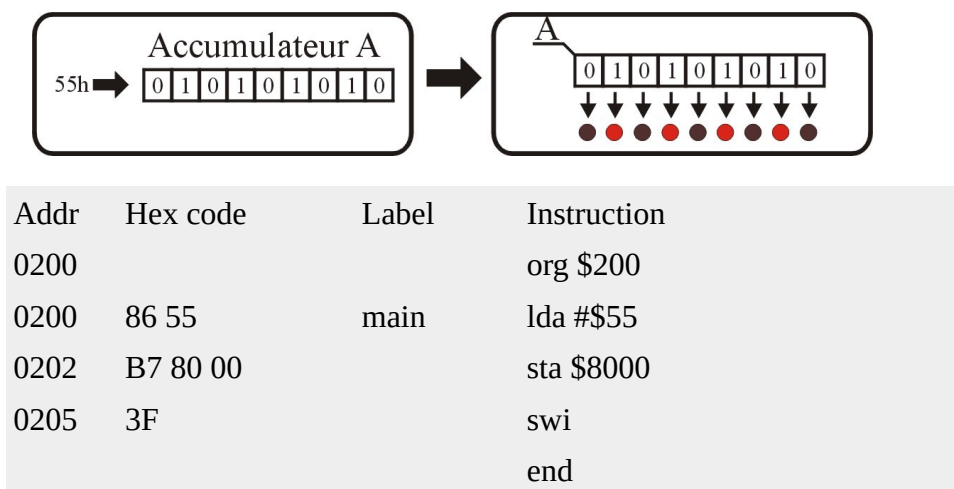 Accumulateur A
55h 0 1 0 1 0 1 0 1 0
A
0 1 0 1 0 1 0 1 0
Addr Hex code Label Instruction
0200 org $200
0200 86 55 main lda #$55
0202 B7 80 00 sta $8000
0205 3F swi
end